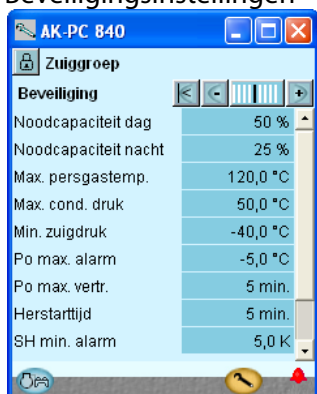 Beveiligingsinstellingen
AK-PC 840
Zuiggroep
Beveiliging
Noodcapaciteit dag 50 %
Noodcapaciteit nacht 25 %
Max. persgastemp. 120,0 °C
Max. cond. druk 50,0 °C
Min. zuigdruk -40,0 °C
Po max. alarm -5,0 °C
Po max. vertr. 5 min.
Herstarttijd 5 min.
SH min. alarm 5,0 K